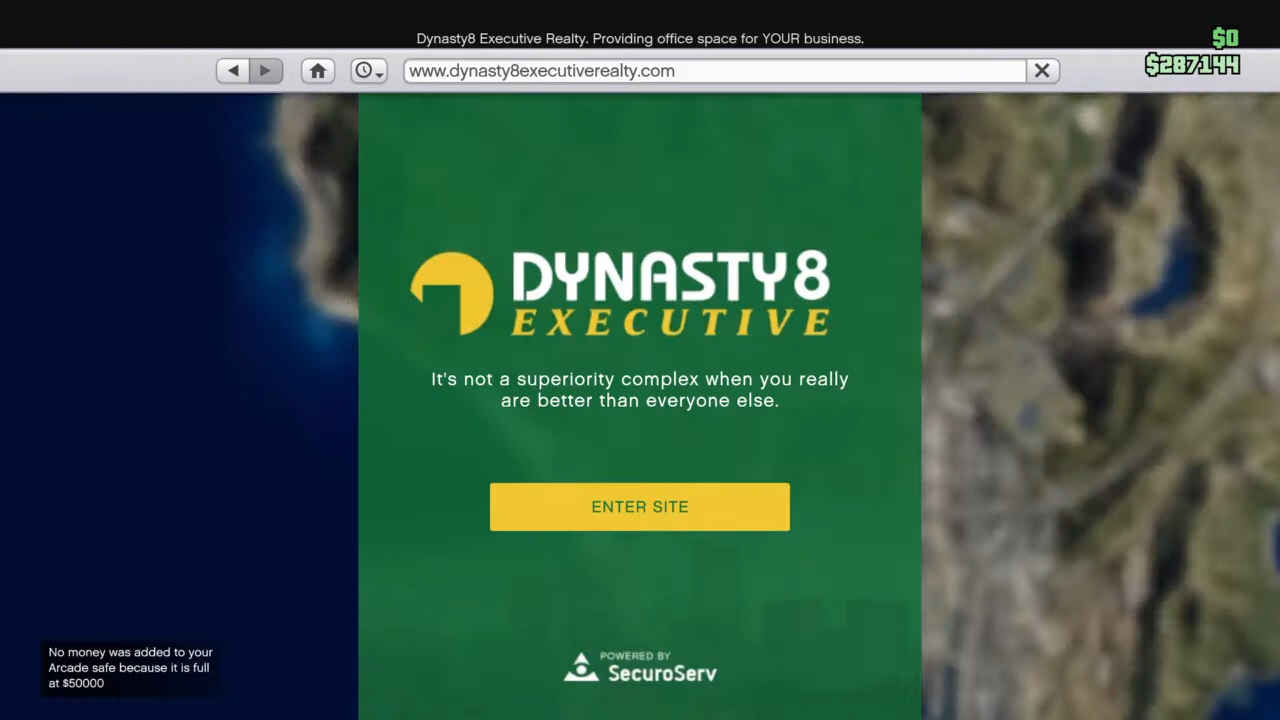 Dynasty8 Executive Realty. Providing office space for YOUR business.
$0
www.dynasty8executiverealty.com
$287144
DYNASTY8
EXECUTIVE
It's not a superiority complex when you really
are better than everyone else.
ENTER SITE
No money was added to your
Arcade safe because it is full
at $50000
POWERED BY
SecuroServ